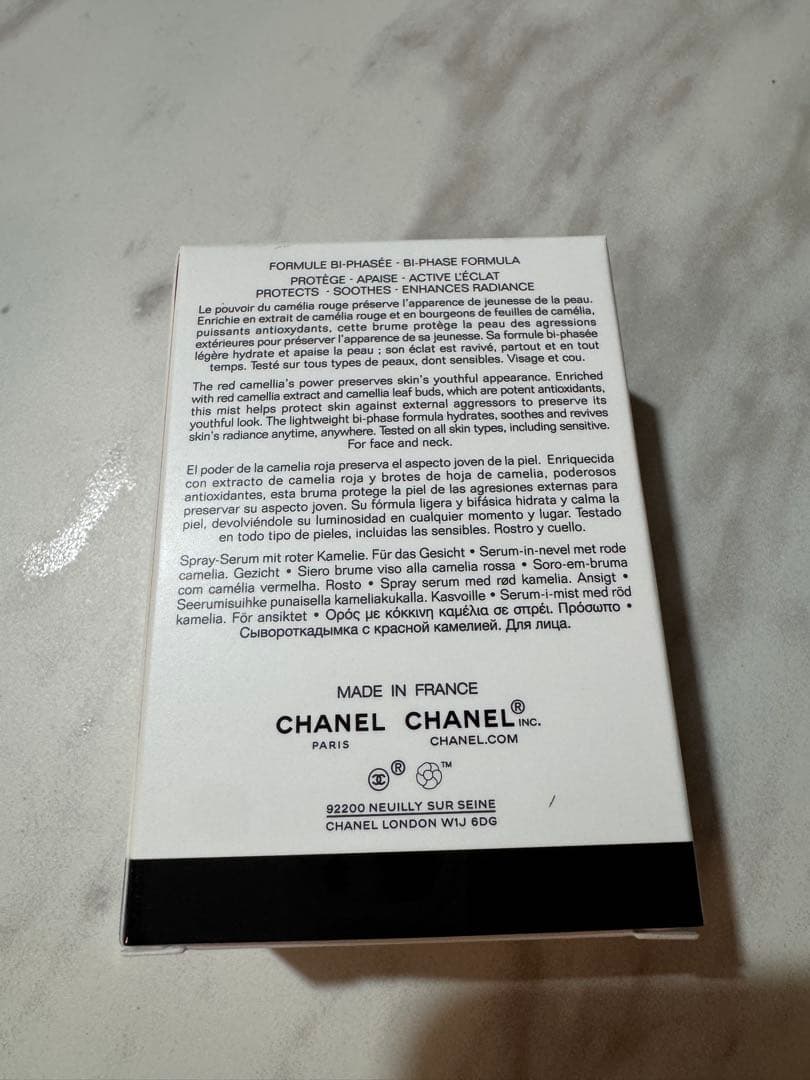 FORMULE BI-PHASÉE - BI-PHASE FORMULA
PROTÈGE - APAISE - ACTIVE L'ÉCLAT
PROTECTS - SOOTHES - ENHANCES RADIANCE
Le pouvoir du camélia rouge préserve l'apparence de jeunesse de la peau.
Enrichie en extrait de camélia rouge et en bourgeons de feuilles de camélia,
puissants antioxydants, cette brume protège la peau des agressions
extérieures pour préserver l'apparence de sa jeunesse. Sa formule bi-phasée
légère hydrate et apaise la peau ; son éclat est ravivé, partout et en tout
temps. Testé sur tous types de peaux, dont sensibles. Visage et cou.
The red camellia's power preserves skin's youthful appearance. Enriched
with red camellia extract and camellia leaf buds, which are potent antioxidants,
this mist helps protect skin against external aggressors to preserve its
youthful look. The lightweight bi-phase formula hydrates, soothes and revives
skin's radiance anytime, anywhere. Tested on all skin types, including sensitive.
For face and neck.
El poder de la camelia roja preserva el aspecto joven de la piel. Enriquecida
con extracto de camelia roja y brotes de hoja de camelia, poderosos
antioxidantes, esta bruma protege la piel de las agresiones externas para
preservar su aspecto joven. Su fórmula ligera y bifásica hidrata y calma la
piel, devolviéndole su luminosidad en cualquier momento y lugar. Testado
en todo tipo de pieles, incluidas las sensibles. Rostro y cuello.
Spray-Serum mit roter Kamelie. Für das Gesicht • Serum-in-nevel met rode
camelia. Gezicht • Siero brume viso alla camelia rossa • Soro-em-bruma
com camélia vermelha. Rosto • Spray serum med rød kamelia. Ansigt •
Seerumisuihke punaisella kameliakukalla. Kasvoille • Serum-i-mist med röd
kamelia. För ansiktet • Ορός με κόκκινη καμέλια σε σπρέι. Πρόσωπο •
Сывороткадымка с красной камелией. Для лица.
MADE IN FRANCE
CHANEL CHANEL® INC.
PARIS CHANEL.COM
® ™
92200 NEUILLY SUR SEINE
CHANEL LONDON W1J 6DG